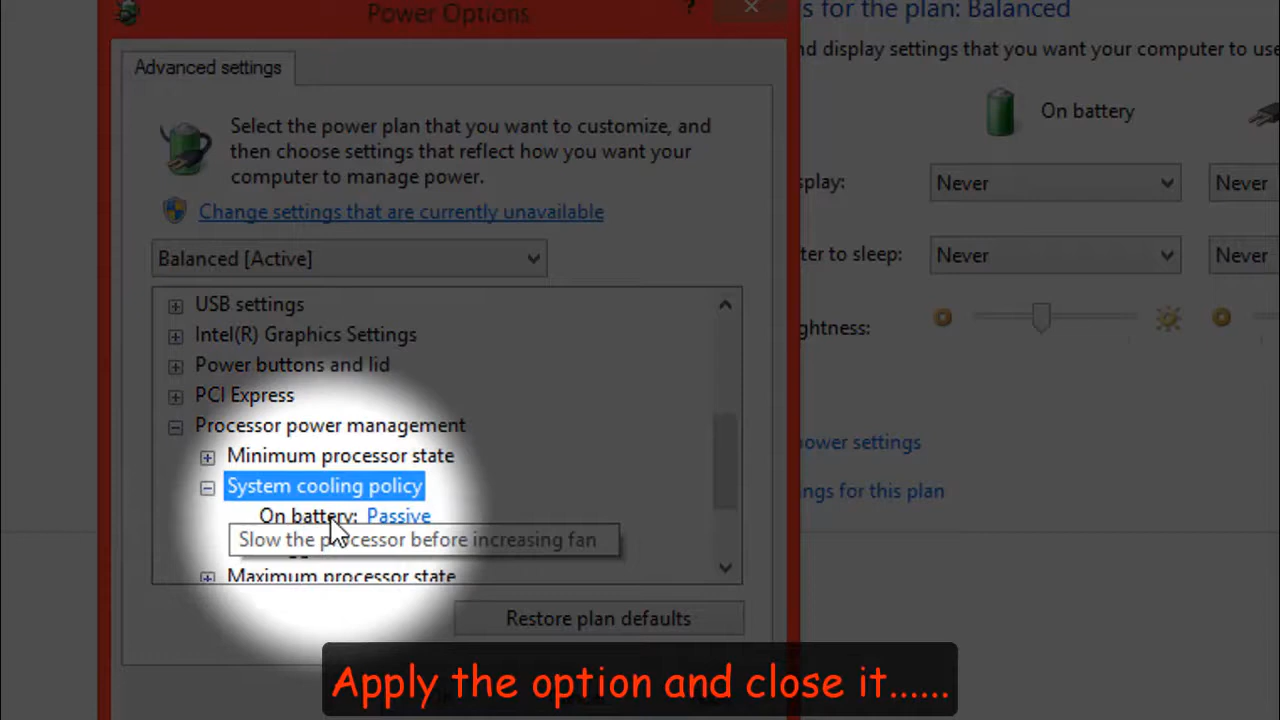 Power Options
?
s for the plan: Balanced
Advanced settings
nd display settings that you want your computer to use
Select the power plan that you want to customize, and
then choose settings that reflect how you want your
computer to manage power.
On battery
Change settings that are currently unavailable
splay:
Never
Never
Balanced [Active]
ter to sleep:
Never
Never
ghtness:
USB settings
Intel(R) Graphics Settings
Power buttons and lid
PCI Express
Processor power management
Minimum processor state
System cooling policy
On battery: Passive
Slow the processor before increasing fan
Maximum processor state
power settings
ngs for this plan
Restore plan defaults
Apply the option and close it......